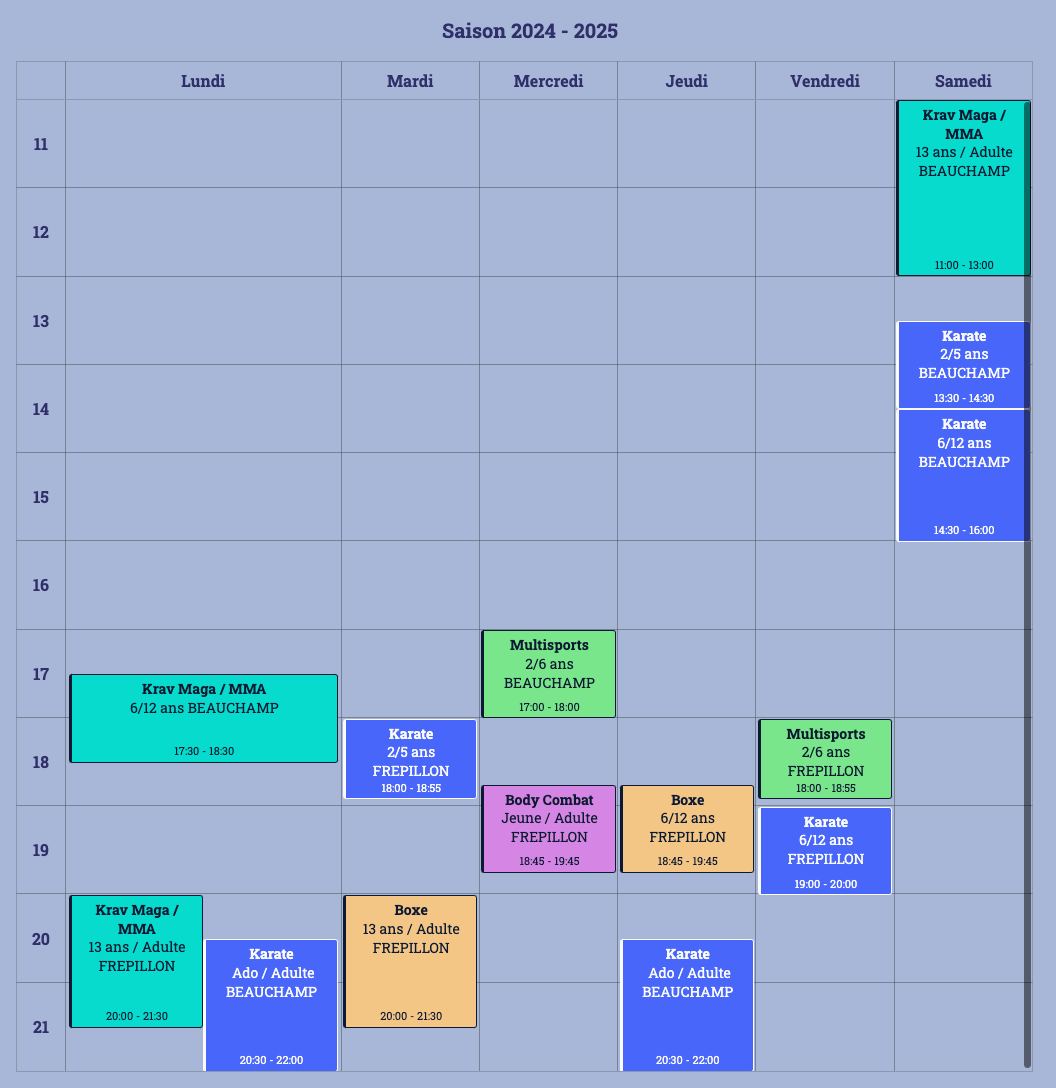 Saison 2024 - 2025
Lundi
Mardi
Mercredi
Jeudi
Vendredi
Samedi
11
12
13
14
15
16
17
18
19
20
21
Krav Maga / MMA
6/12 ans BEAUCHAMP
17:30 - 18:30
Krav Maga /
MMA
13 ans / Adulte
FREPILLON
20:00 - 21:30
Karate
Ado / Adulte
BEAUCHAMP
20:30 - 22:00
Karate
2/5 ans
FREPILLON
18:00 - 18:55
Boxe
13 ans / Adulte
FREPILLON
20:00 - 21:30
Multisports
2/6 ans
BEAUCHAMP
17:00 - 18:00
Body Combat
Jeune / Adulte
FREPILLON
18:45 - 19:45
Boxe
6/12 ans
FREPILLON
18:45 - 19:45
Karate
Ado / Adulte
BEAUCHAMP
20:30 - 22:00
Multisports
2/6 ans
FREPILLON
18:00 - 18:55
Karate
6/12 ans
FREPILLON
19:00 - 20:00
Krav Maga /
MMA
13 ans / Adulte
BEAUCHAMP
11:00 - 13:00
Karate
2/5 ans
BEAUCHAMP
13:30 - 14:30
Karate
6/12 ans
BEAUCHAMP
14:30 - 16:00